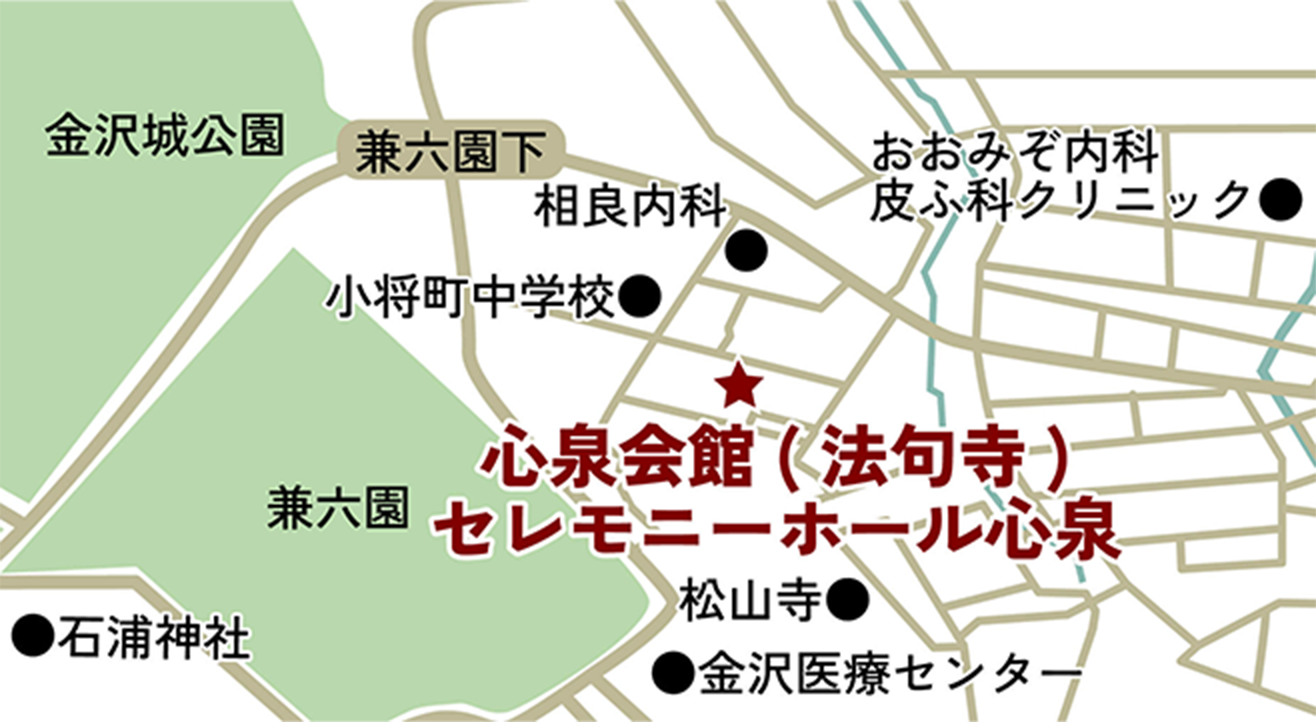 金沢城公園
兼六園下
おおみぞ内科
皮ふ科クリニック
相良内科
小将町中学校
心泉会館(法句寺)
セレモニーホール心泉
兼六園
松山寺
石浦神社
金沢医療センター